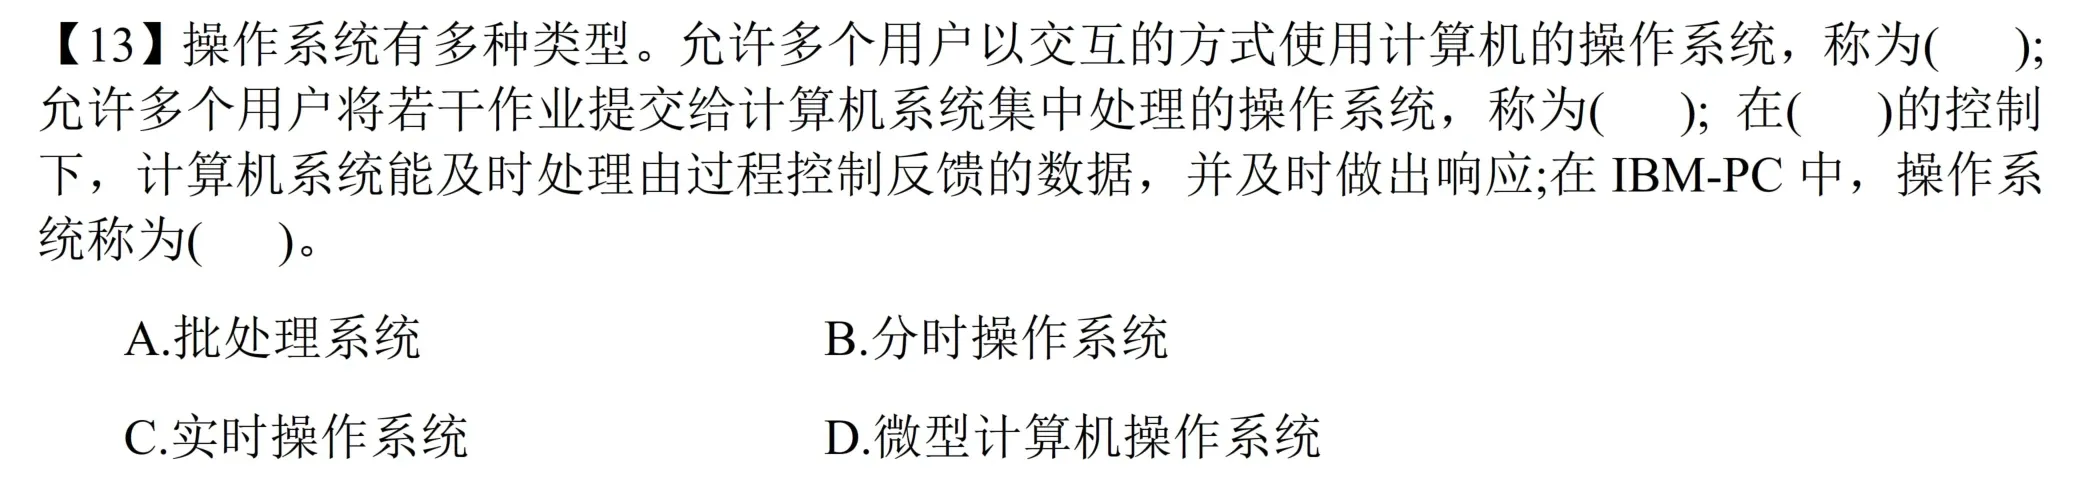 【13】操作系统有多种类型。允许多个用户以交互的方式使用计算机的操作系统，称为(　　);
允许多个用户将若干作业提交给计算机系统集中处理的操作系统，称为(　　); 在(　　)的控制
下，计算机系统能及时处理由过程控制反馈的数据，并及时做出响应;在 IBM-PC 中，操作系
统称为(　　)。
A.批处理系统　　B.分时操作系统
C.实时操作系统　　D.微型计算机操作系统